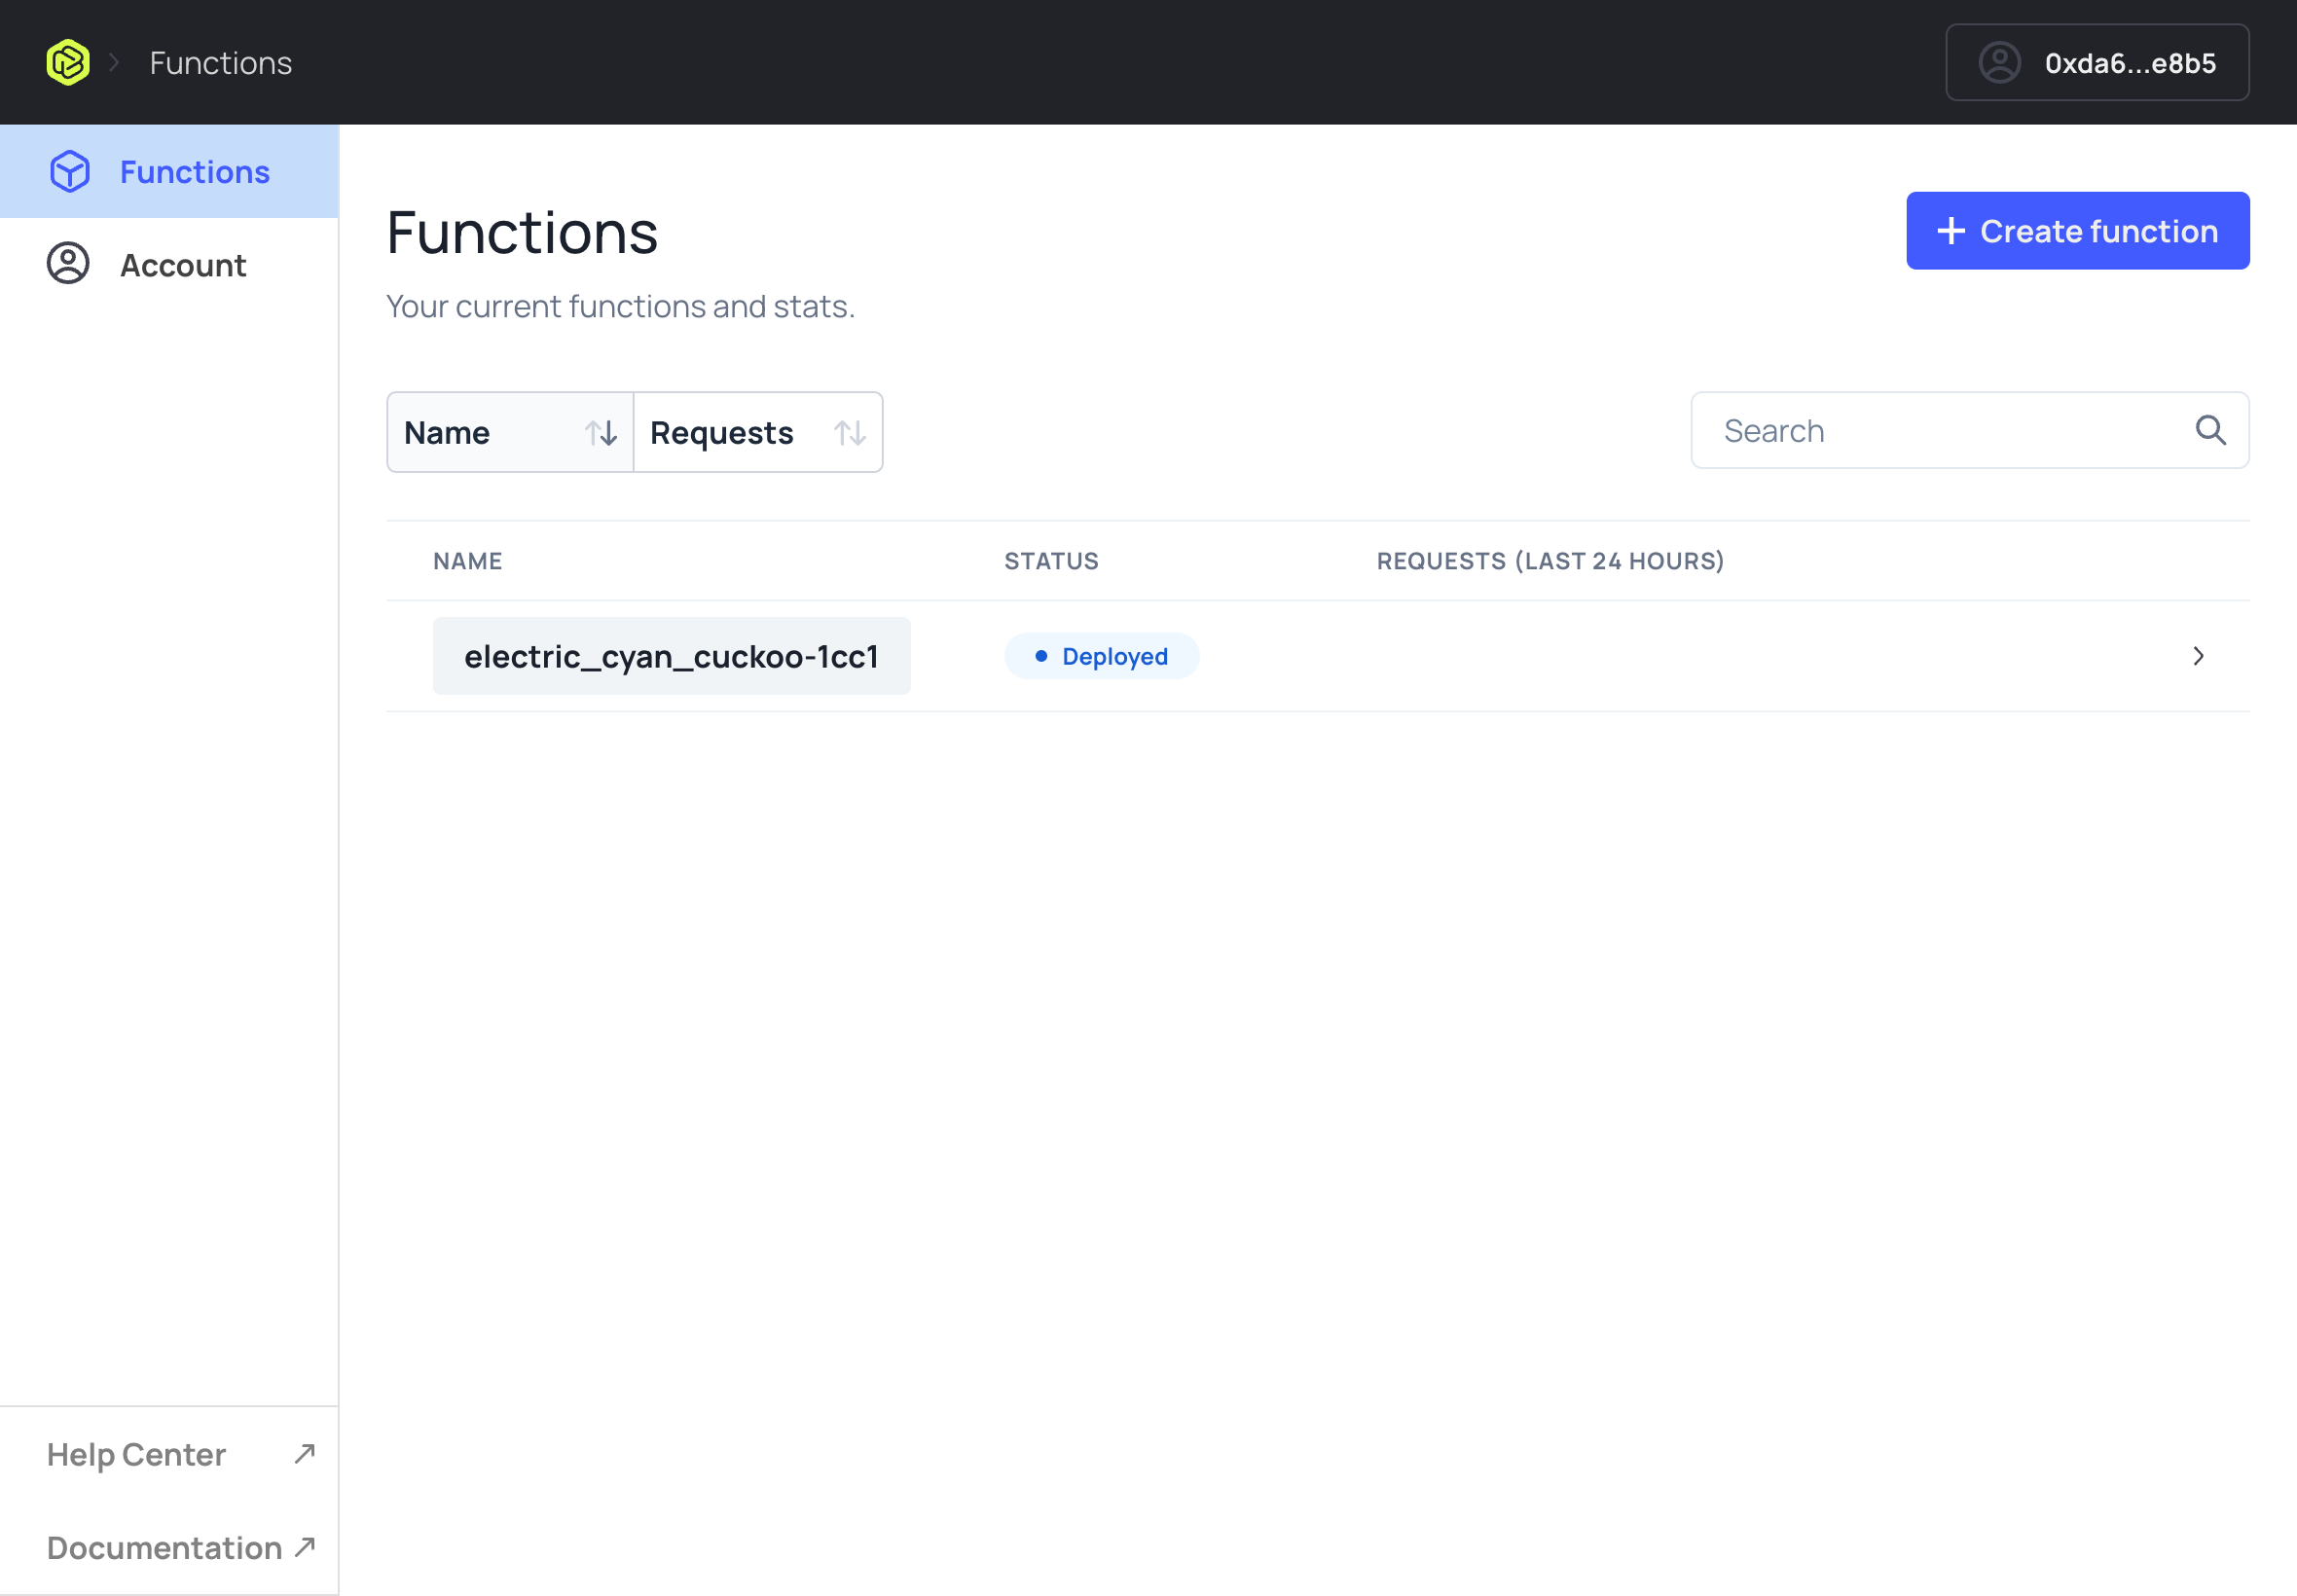 Functions
0xda6...e8b5
Functions
Account
Functions
Create function
Your current functions and stats.
Name
Requests
Search
NAME
STATUS
REQUESTS (LAST 24 HOURS)
electric_cyan_cuckoo-1cc1
Deployed
Help Center
Documentation